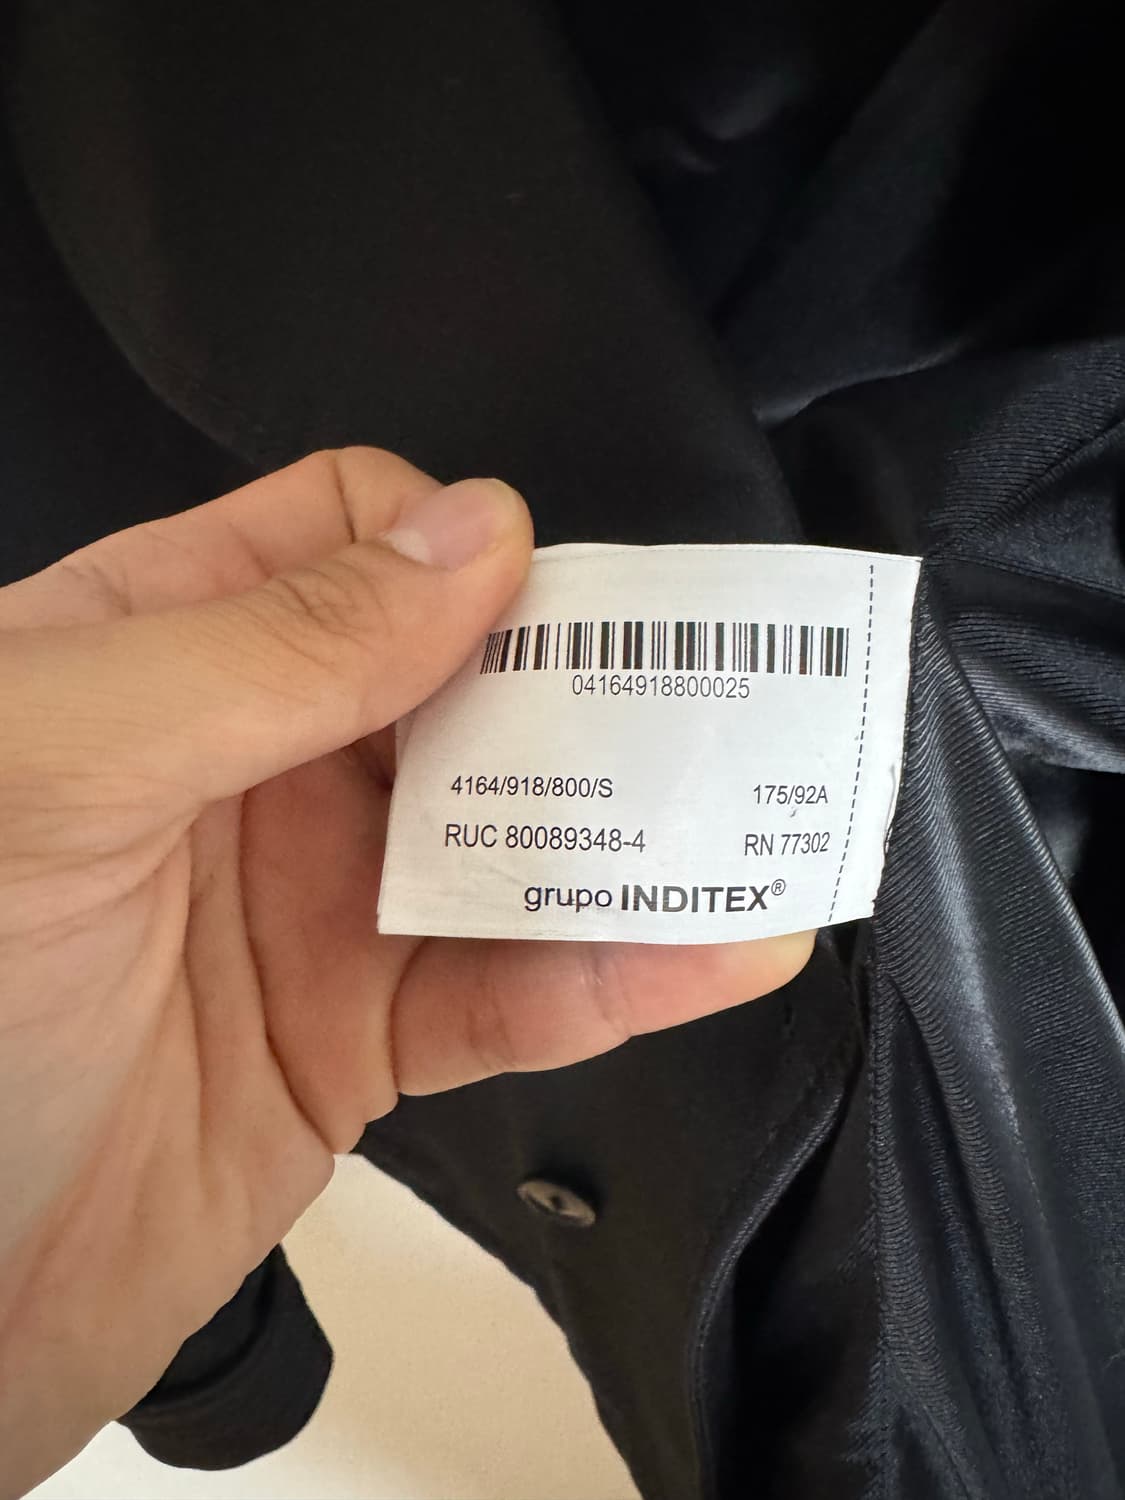 04164918800025
4164/918/800/S 175/92A
RUC 80089348-4 RN 77302
grupo INDITEX®